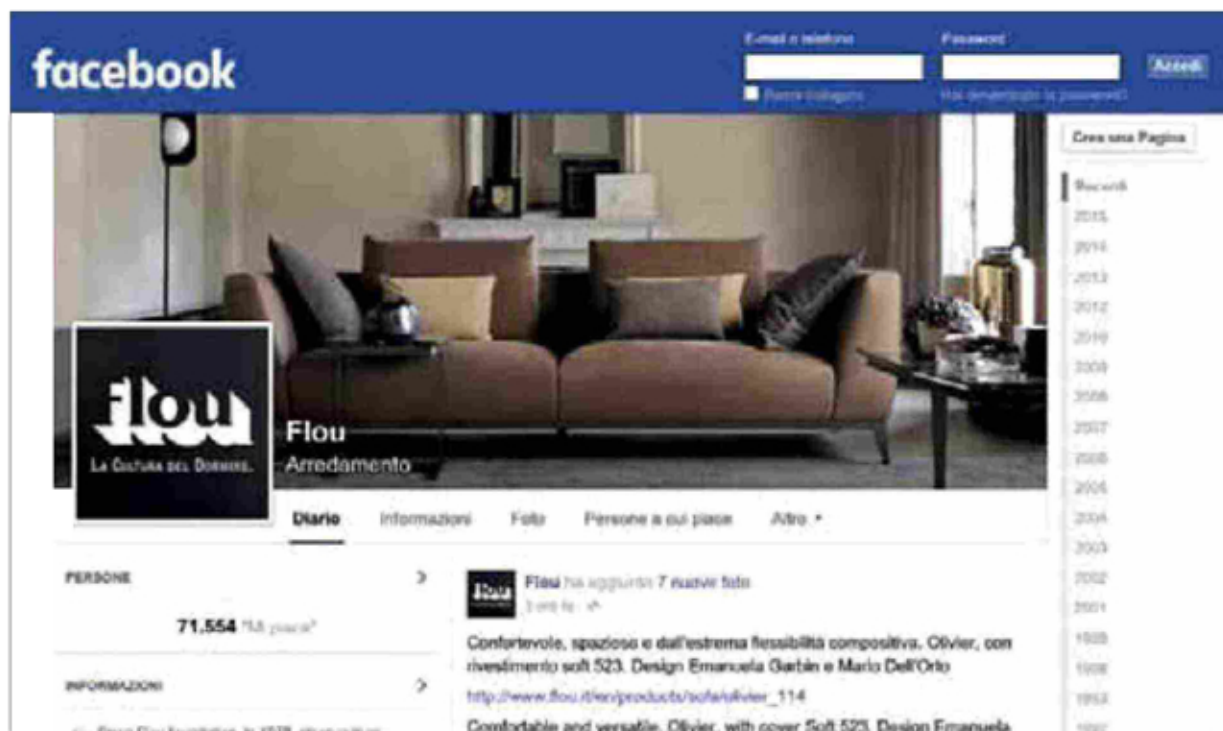 facebook
E-mail o telefono
Password
Accedi
Crea una Pagina
Recenti
2015
2014
2013
2012
2010
2009
2007
flou
LA CULTURA DEL DORMIRE.
Flou
Arredamento
Diario
Informazioni
Foto
Persone a cui piace
Altro
2004
2003
2002
2001
PERSONE
71.554 "Mi piace"
INFORMAZIONI
flou
Flou ha aggiunto 7 nuove foto
3 ore fa
Confortevole, spazioso e dall'estrema flessibilità compositiva. Olivier, con
rivestimento soft 523. Design Emanuela Garbin e Mario Dell'Orto
http://www.flou.it/en/products/sofa/olivier_114
Comfortable and versatile, Olivier, with cover Soft 523. Design Emanuela